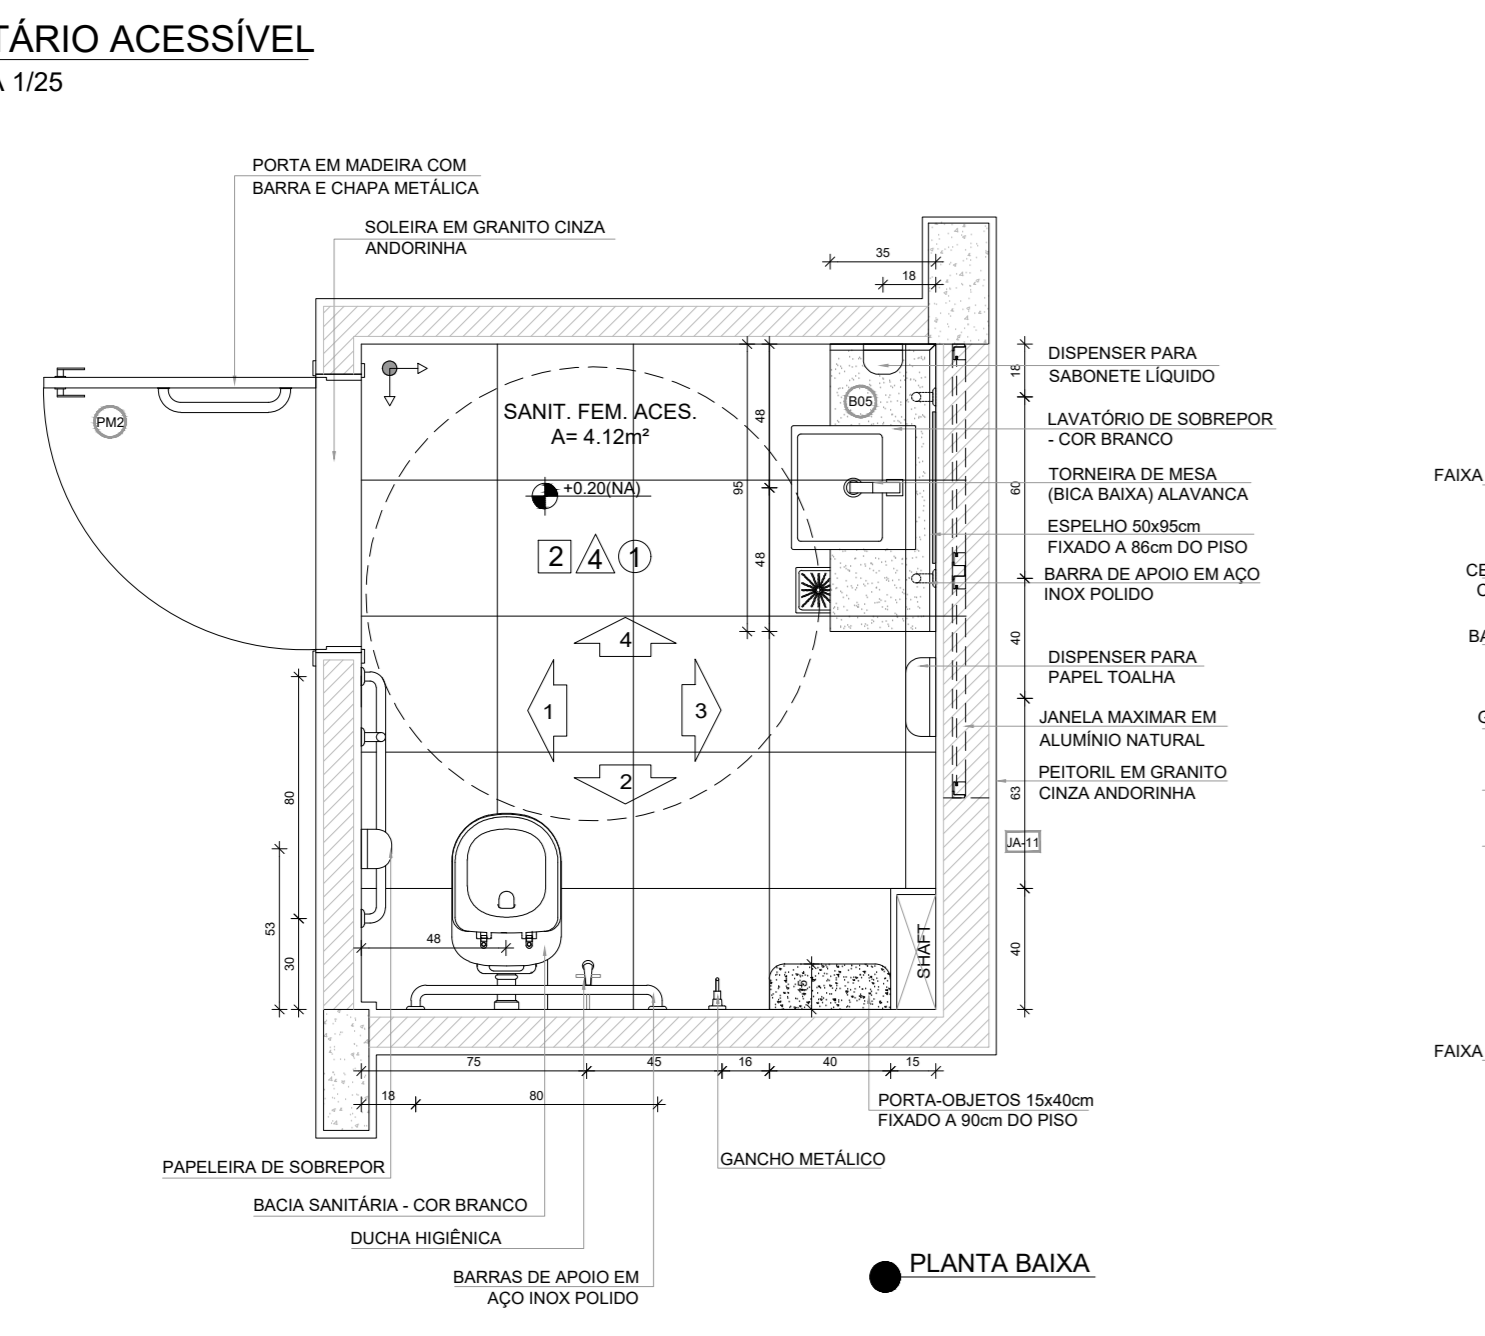 TÁRIO ACESSÍVEL
A 1/25
PORTA EM MADEIRA COM
BARRA E CHAPA METÁLICA
SOLEIRA EM GRANITO CINZA
ANDORINHA
35
18
PM2
SANIT. FEM. ACES.
A= 4.12m²
+0.20(NA)
2
4
1
B05
48
95
48
4
1
3
2
18
60
40
63
40
DISPENSER PARA
SABONETE LÍQUIDO
LAVATÓRIO DE SOBREPOR
- COR BRANCO
TORNEIRA DE MESA
(BICA BAIXA) ALAVANCA
ESPELHO 50x95cm
FIXADO A 86cm DO PISO
BARRA DE APOIO EM AÇO
INOX POLIDO
DISPENSER PARA
PAPEL TOALHA
JANELA MAXIMAR EM
ALUMÍNIO NATURAL
PEITORIL EM GRANITO
CINZA ANDORINHA
JA-11
FAIXA
CE
C
BA
G
FAIXA
80
53
30
48
15
SHAFT
75
45
16
40
15
18
80
PORTA-OBJETOS 15x40cm
FIXADO A 90cm DO PISO
GANCHO METÁLICO
PAPELEIRA DE SOBREPOR
BACIA SANITÁRIA - COR BRANCO
DUCHA HIGIÊNICA
BARRAS DE APOIO EM
AÇO INOX POLIDO
PLANTA BAIXA